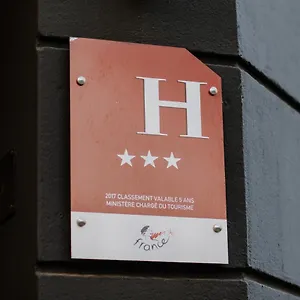 H
2017 CLASSEMENT VALABLE 5 ANS
MINISTÈRE CHARGÉ DU TOURISME
france